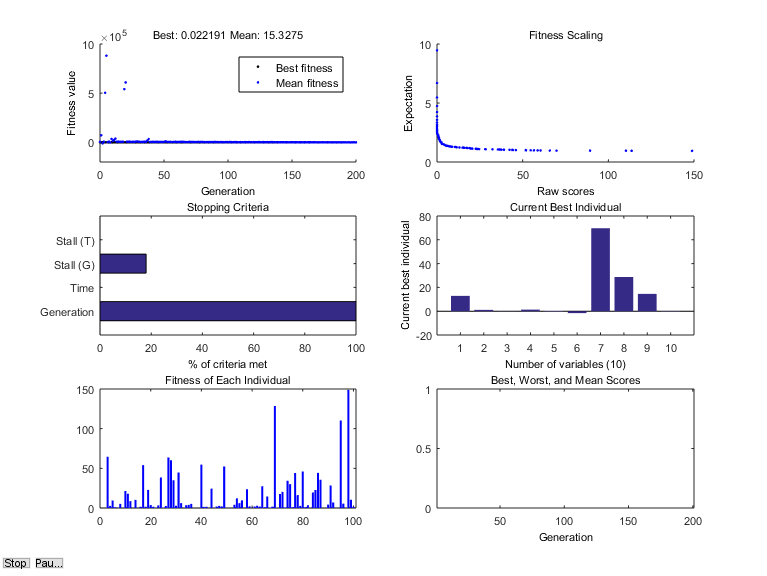 Best: 0.022191 Mean: 15.3275
×10^5
10
5
0
Fitness value
Best fitness
Mean fitness
0 50 100 150 200
Generation
Fitness Scaling
10
5
0
Expectation
0 50 100 150
Raw scores
Stopping Criteria
Stall (T)
Stall (G)
Time
Generation
0 20 40 60 80 100
% of criteria met
Current Best Individual
80
60
40
20
0
-20
Current best individual
1 2 3 4 5 6 7 8 9 10
Number of variables (10)
Fitness of Each Individual
150
100
50
0
0 20 40 60 80 100
Best, Worst, and Mean Scores
1
0.5
0
50 100 150 200
Generation
Stop Pau...